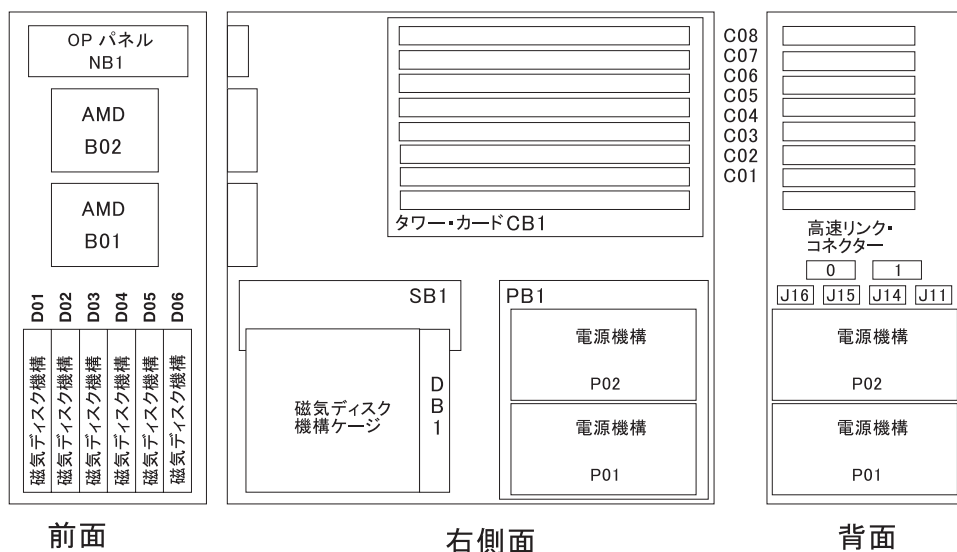 OP パネル
NB1
AMD
B02
AMD
B01
D01
D02
D03
D04
D05
D06
磁気ディスク機構
磁気ディスク機構
磁気ディスク機構
磁気ディスク機構
磁気ディスク機構
磁気ディスク機構
前面
タワー・カード CB1
SB1
磁気ディスク
機構ケージ
DB1
PB1
電源機構
P02
電源機構
P01
右側面
C08
C07
C06
C05
C04
C03
C02
C01
高速リンク・
コネクター
0 1
J16 J15 J14 J11
電源機構
P02
電源機構
P01
背面